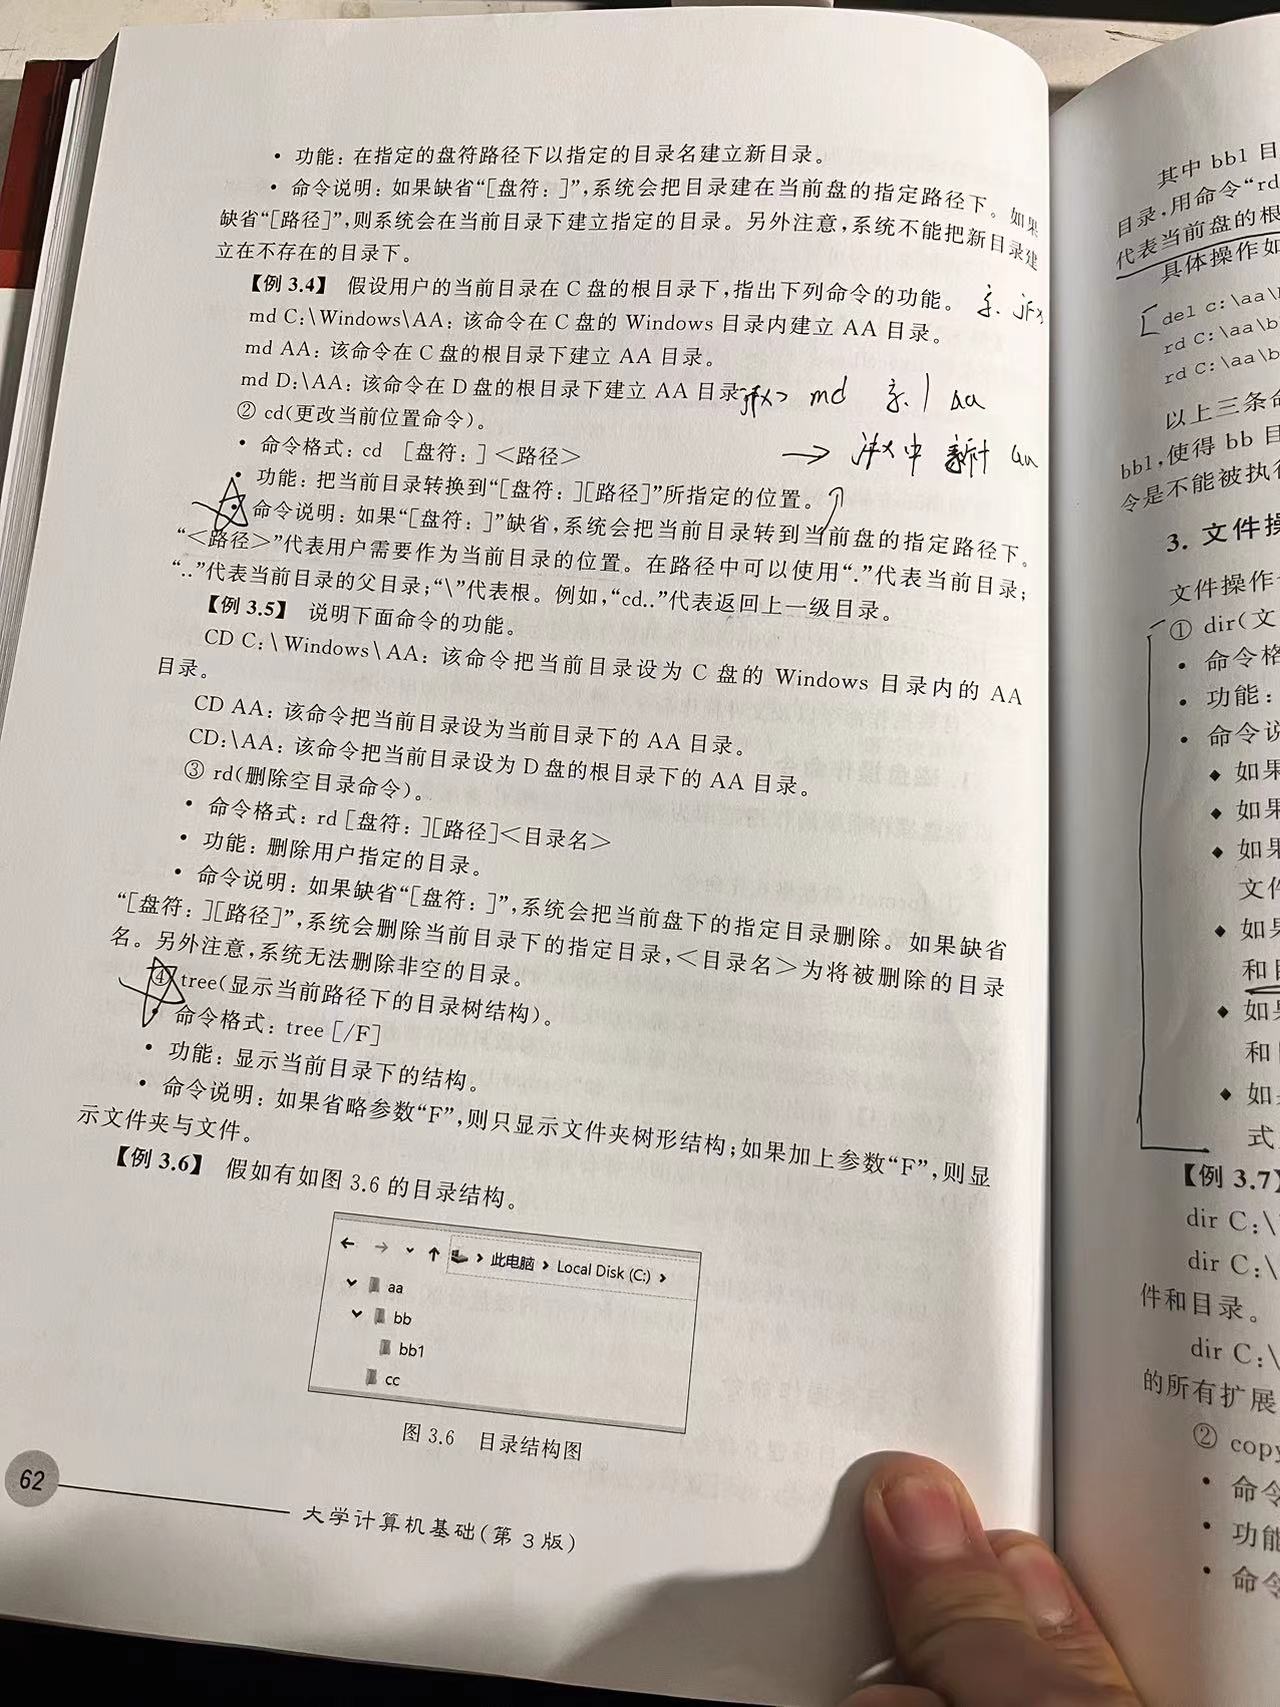 • 功能：在指定的盘符路径下以指定的目录名建立新目录。
• 命令说明：如果缺省“[盘符：]”，系统会把目录建在当前盘的指定路径下。如果
缺省“[路径]”，则系统会在当前目录下建立指定的目录。另外注意，系统不能把新目录建
立在不存在的目录下。
【例 3.4】 假设用户的当前目录在 C 盘的根目录下，指出下列命令的功能。
md C:\Windows\AA：该命令在 C 盘的 Windows 目录内建立 AA 目录。
md AA：该命令在 C 盘的根目录下建立 AA 目录。
md D:\AA：该命令在 D 盘的根目录下建立 AA 目录
md aa
② cd(更改当前位置命令)。
• 命令格式：cd [盘符：]<路径>
→ 中 aa
• 功能：把当前目录转换到“[盘符：][路径]”所指定的位置。
• 命令说明：如果“[盘符：]”缺省，系统会把当前目录转到当前盘的指定路径下。
“<路径>”代表用户需要作为当前目录的位置。在路径中可以使用“.”代表当前目录；
“..”代表当前目录的父目录；“\”代表根。例如，“cd..”代表返回上一级目录。
【例 3.5】 说明下面命令的功能。
CD C:\Windows\AA：该命令把当前目录设为 C 盘的 Windows 目录内的 AA
目录。
CD AA：该命令把当前目录设为当前目录下的 AA 目录。
CD:\AA：该命令把当前目录设为 D 盘的根目录下的 AA 目录。
③ rd(删除空目录命令)。
• 命令格式：rd [盘符：][路径]<目录名>
• 功能：删除用户指定的目录。
• 命令说明：如果缺省“[盘符：]”，系统会把当前盘下的指定目录删除。如果缺省
“[盘符：][路径]”，系统会删除当前目录下的指定目录，<目录名>为将被删除的目录
名。另外注意，系统无法删除非空的目录。
④ tree(显示当前路径下的目录树结构)。
• 命令格式：tree [/F]
• 功能：显示当前目录下的结构。
• 命令说明：如果省略参数“F”，则只显示文件夹树形结构；如果加上参数“F”，则显
示文件夹与文件。
【例 3.6】 假如有如图 3.6 的目录结构。
此电脑 › Local Disk (C:) ›
aa
bb
bb1
cc
图 3.6 目录结构图
62
大学计算机基础(第 3 版)
其中 bb1 目
目录，用命令“rd
代表当前盘的根
具体操作如
del c:\aa\
rd C:\aa\b
rd C:\aa\b
以上三条命
bb1，使得 bb 目
令是不能被执行
3. 文件操
文件操作
① dir(文
• 命令格
• 功能：
• 命令说
◆ 如果
◆ 如果
◆ 如果
文件
◆ 如果
和目
◆ 如果
和
◆ 如
式
【例 3.7】
dir C:\
dir C:\
件和目录。
dir C:\
的所有扩展
② copy
• 命令
• 功能
• 命令